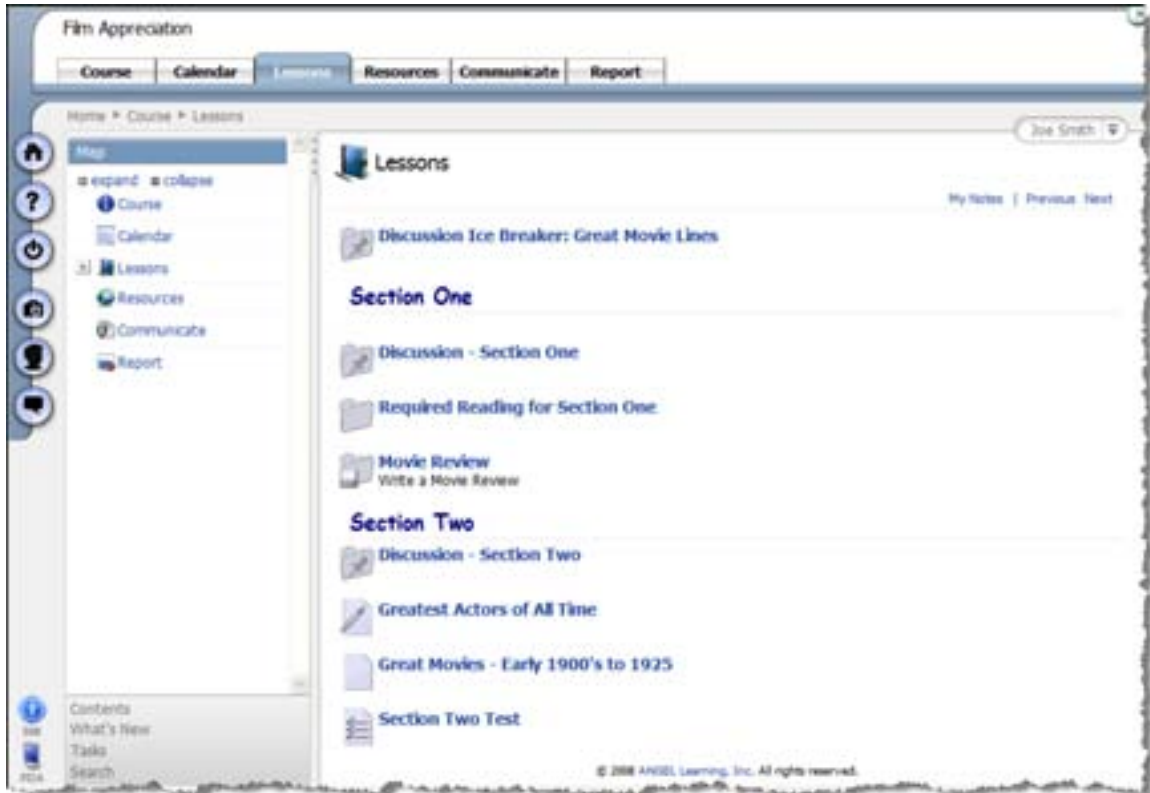 Film Appreciation
Course Calendar Lessons Resources Communicate Report
Home Course Lessons
Joe Smith
Map
expand collapse
Course
Calendar
Lessons
Resources
Communicate
Report
Contents
What's New
Tasks
Search
PDA
Lessons
My Notes | Previous Next
Discussion Ice Breaker: Great Movie Lines
Section One
Discussion - Section One
Required Reading for Section One
Movie Review
Write a Movie Review
Section Two
Discussion - Section Two
Greatest Actors of All Time
Great Movies - Early 1900's to 1925
Section Two Test
© 2008 ANGEL Learning, Inc. All rights reserved.